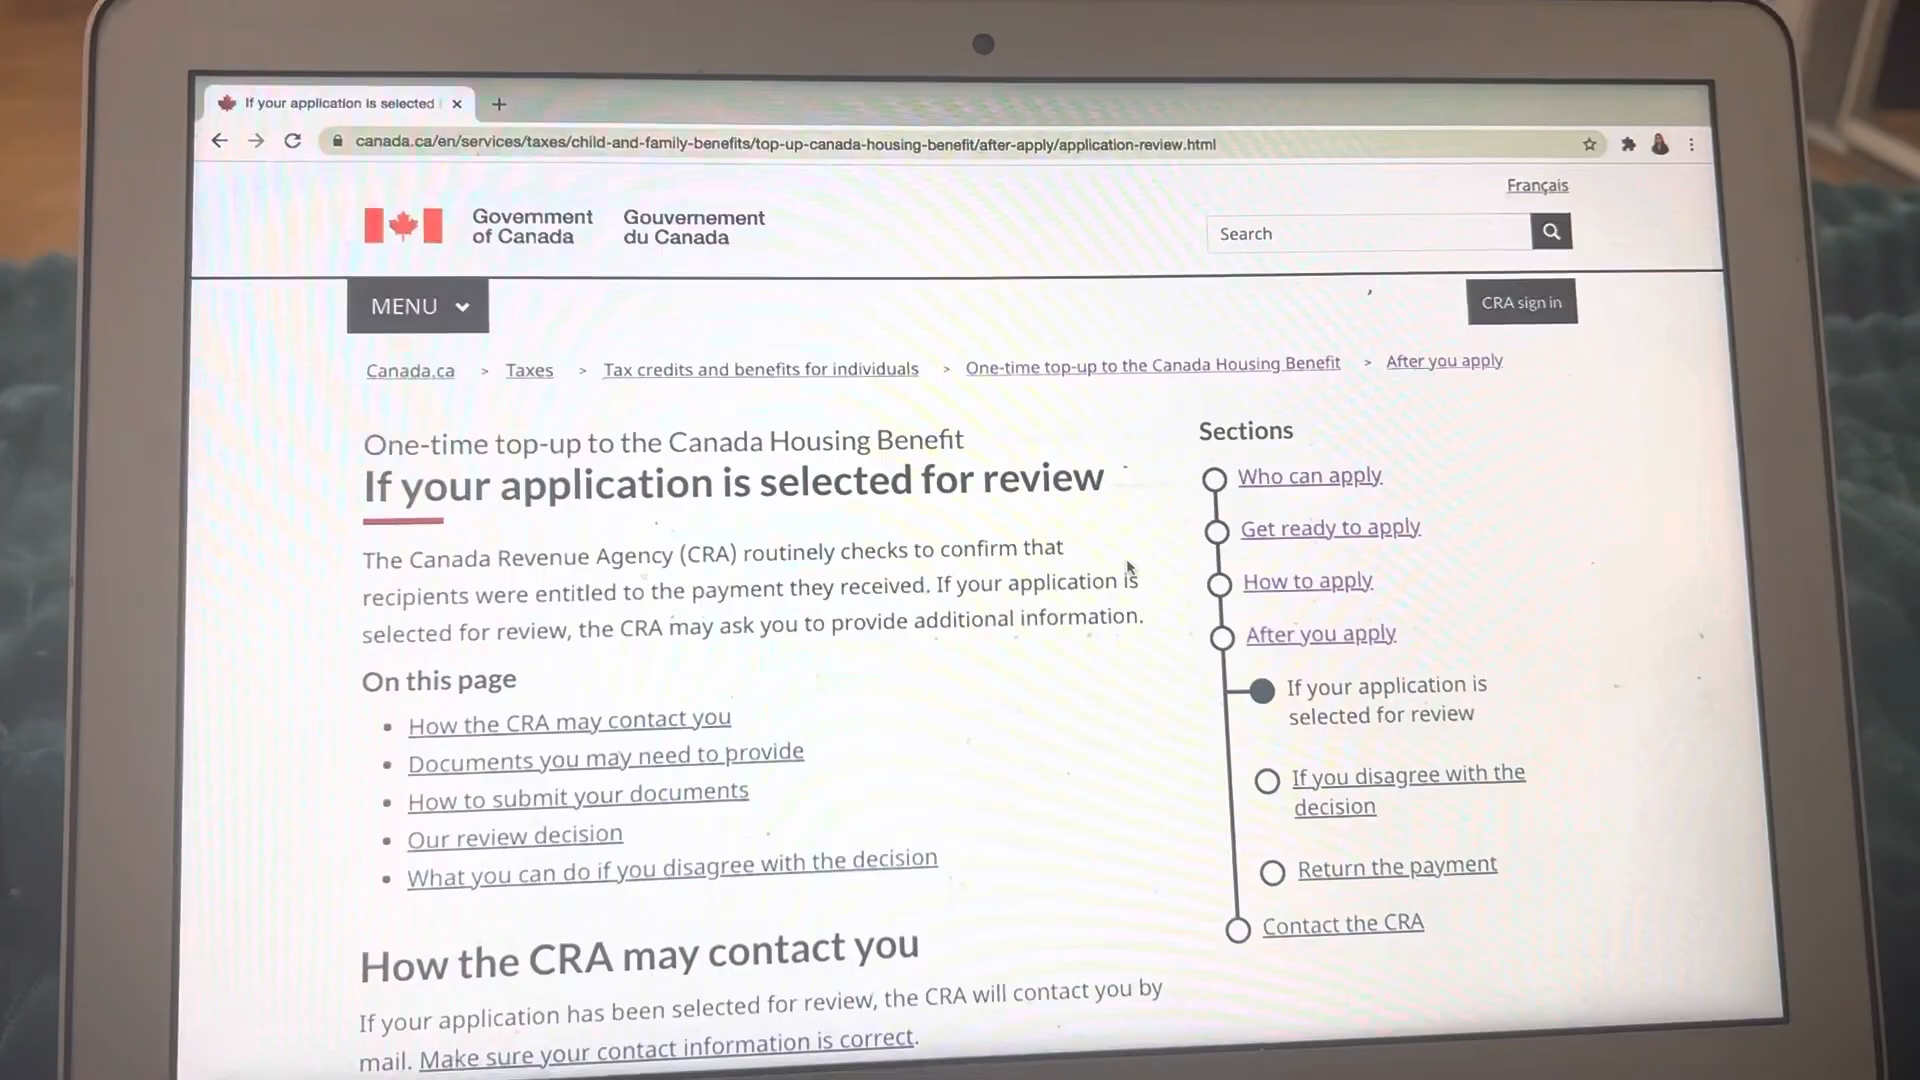 If your application is selected
canada.ca/en/services/taxes/child-and-family-benefits/top-up-canada-housing-benefit/after-apply/application-review.html
Français
Government of Canada
Gouvernement du Canada
Search
MENU
CRA sign in
Canada.ca > Taxes > Tax credits and benefits for individuals > One-time top-up to the Canada Housing Benefit > After you apply
One-time top-up to the Canada Housing Benefit
If your application is selected for review
The Canada Revenue Agency (CRA) routinely checks to confirm that
recipients were entitled to the payment they received. If your application is
selected for review, the CRA may ask you to provide additional information.
On this page
How the CRA may contact you
Documents you may need to provide
How to submit your documents
Our review decision
What you can do if you disagree with the decision
How the CRA may contact you
If your application has been selected for review, the CRA will contact you by
mail. Make sure your contact information is correct.
Sections
Who can apply
Get ready to apply
How to apply
After you apply
If your application is
selected for review
If you disagree with the
decision
Return the payment
Contact the CRA